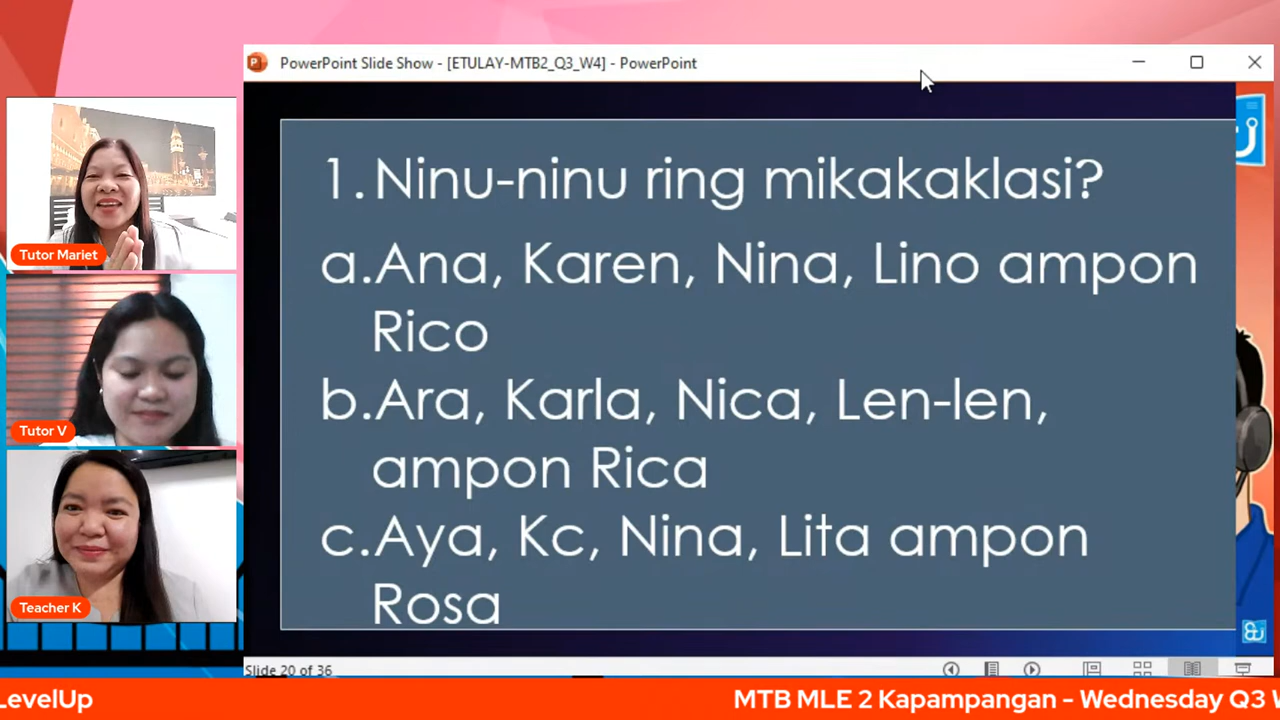 PowerPoint Slide Show - [ETULAY-MTB2_Q3_W4] - PowerPoint
1. Ninu-ninu ring mikakaklasi?
a. Ana, Karen, Nina, Lino ampon
Rico
b. Ara, Karla, Nica, Len-len,
ampon Rica
c. Aya, Kc, Nina, Lita ampon
Rosa
Tutor Mariet
Tutor V
Teacher K
Slide 20 of 36
LevelUp
MTB MLE 2 Kapampangan - Wednesday Q3 W